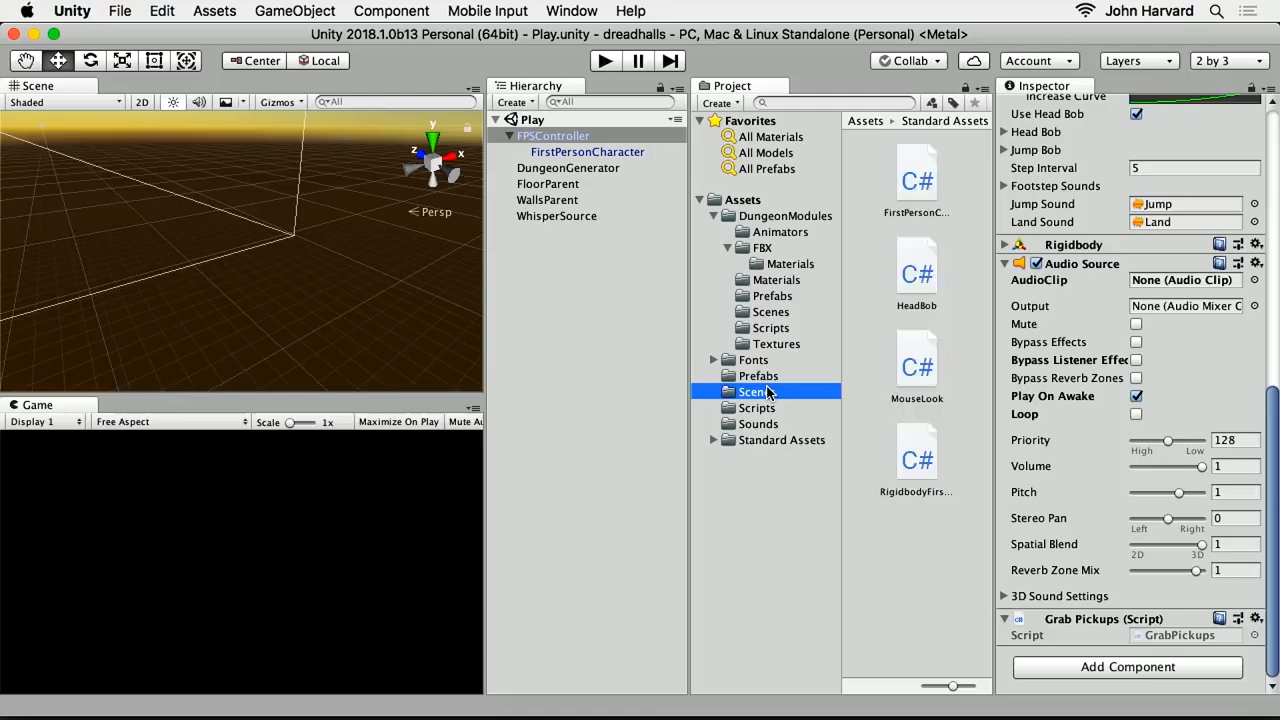 Unity File Edit Assets GameObject Component Mobile Input Window Help John Harvard
Unity 2018.1.0b13 Personal (64bit) - Play.unity - dreadhalls - PC, Mac & Linux Standalone (Personal) <Metal>
Center Local Collab Account Layers 2 by 3
Scene
Shaded 2D Gizmos All
y
z
x
Persp
Game
Display 1 Free Aspect Scale 1x Maximize On Play Mute Au
Hierarchy
Create All
Play
FPSController
FirstPersonCharacter
DungeonGenerator
FloorParent
WallsParent
WhisperSource
Project
Create
Favorites
All Materials
All Models
All Prefabs
Assets
DungeonModules
Animators
FBX
Materials
Materials
Prefabs
Scenes
Scripts
Textures
Fonts
Prefabs
Scen
Scripts
Sounds
Standard Assets
Assets Standard Assets
C#
FirstPersonC...
C#
HeadBob
C#
MouseLook
C#
RigidbodyFirs...
Inspector
Increase Curve
Use Head Bob
Head Bob
Jump Bob
Step Interval 5
Footstep Sounds
Jump Sound Jump
Land Sound Land
Rigidbody
Audio Source
AudioClip None (Audio Clip)
Output None (Audio Mixer C
Mute
Bypass Effects
Bypass Listener Effec
Bypass Reverb Zones
Play On Awake
Loop
Priority 128
High Low
Volume 1
Pitch 1
Stereo Pan 0
Left Right
Spatial Blend 1
2D 3D
Reverb Zone Mix 1
3D Sound Settings
Grab Pickups (Script)
Script GrabPickups
Add Component